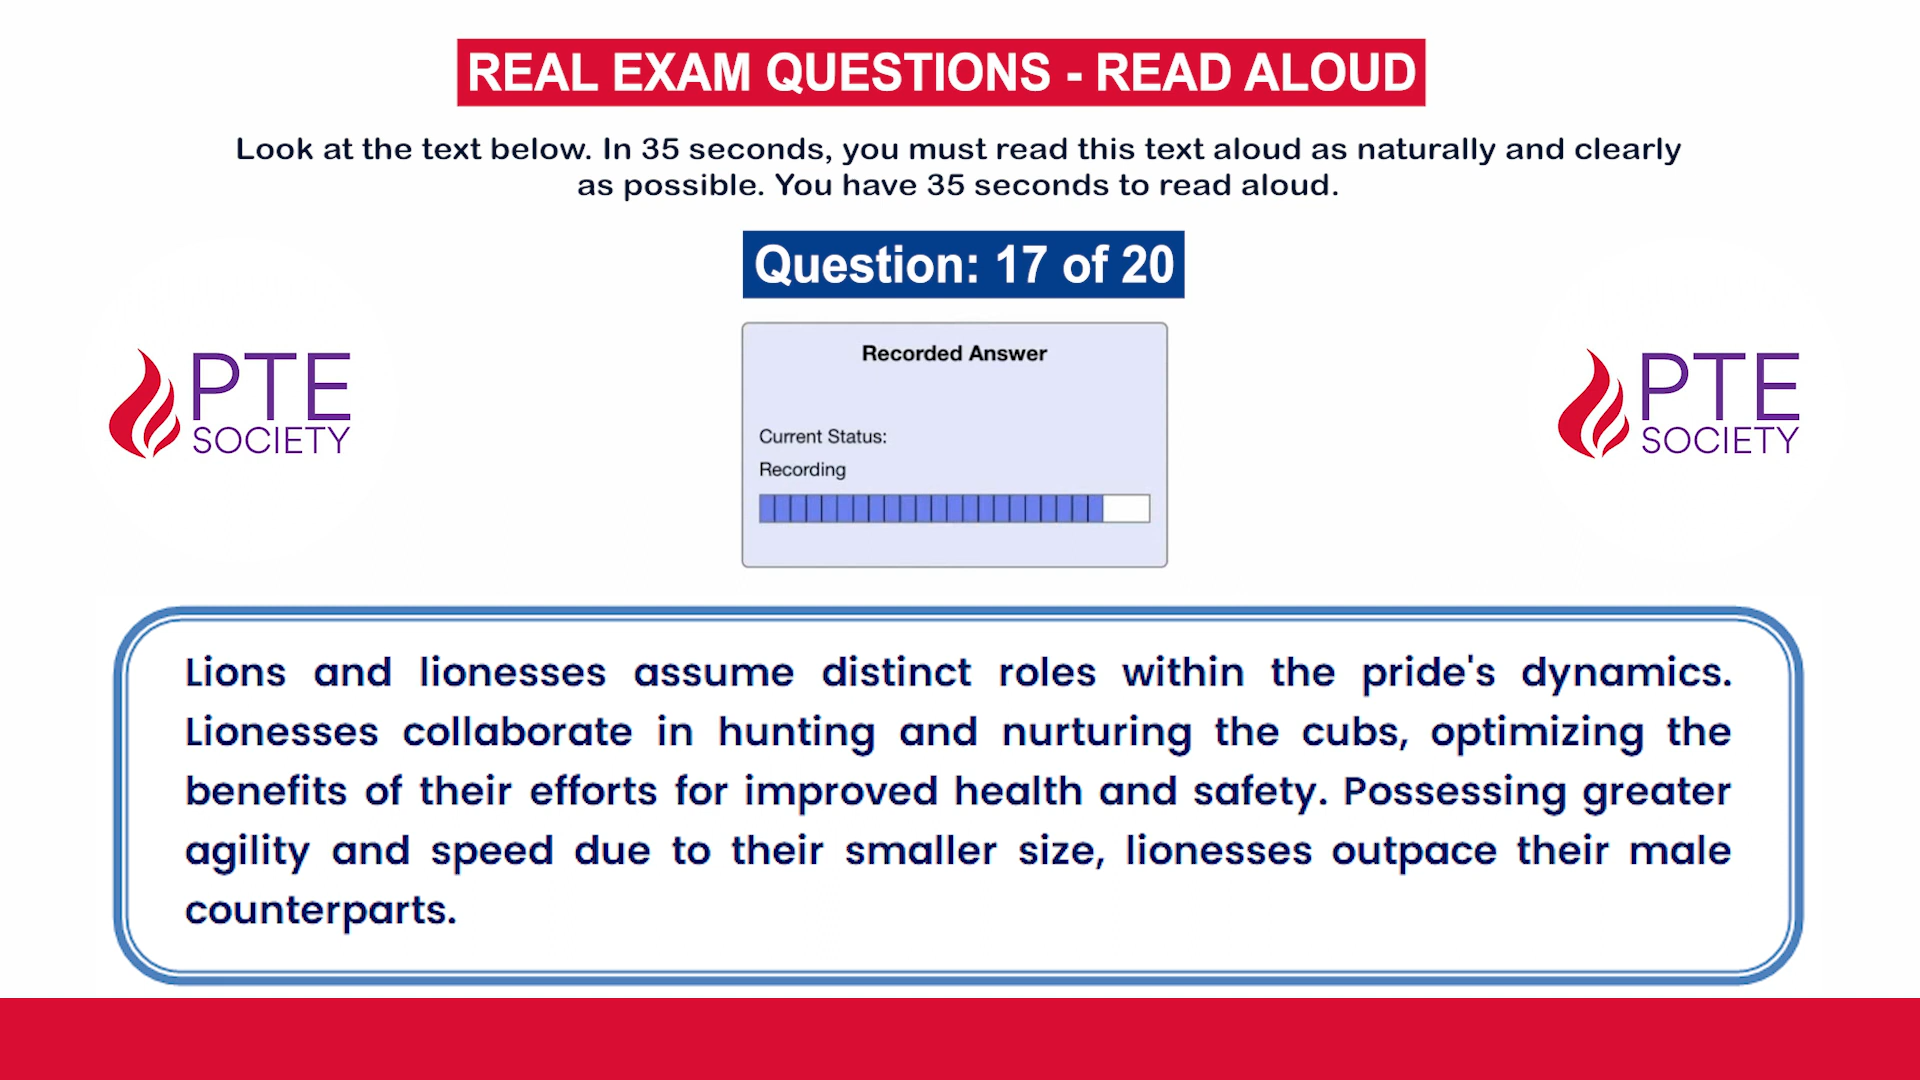 REAL EXAM QUESTIONS - READ ALOUD
Look at the text below. In 35 seconds, you must read this text aloud as naturally and clearly
as possible. You have 35 seconds to read aloud.
Question: 17 of 20
PTE
SOCIETY
Recorded Answer
Current Status:
Recording
PTE
SOCIETY
Lions and lionesses assume distinct roles within the pride's dynamics.
Lionesses collaborate in hunting and nurturing the cubs, optimizing the
benefits of their efforts for improved health and safety. Possessing greater
agility and speed due to their smaller size, lionesses outpace their male
counterparts.